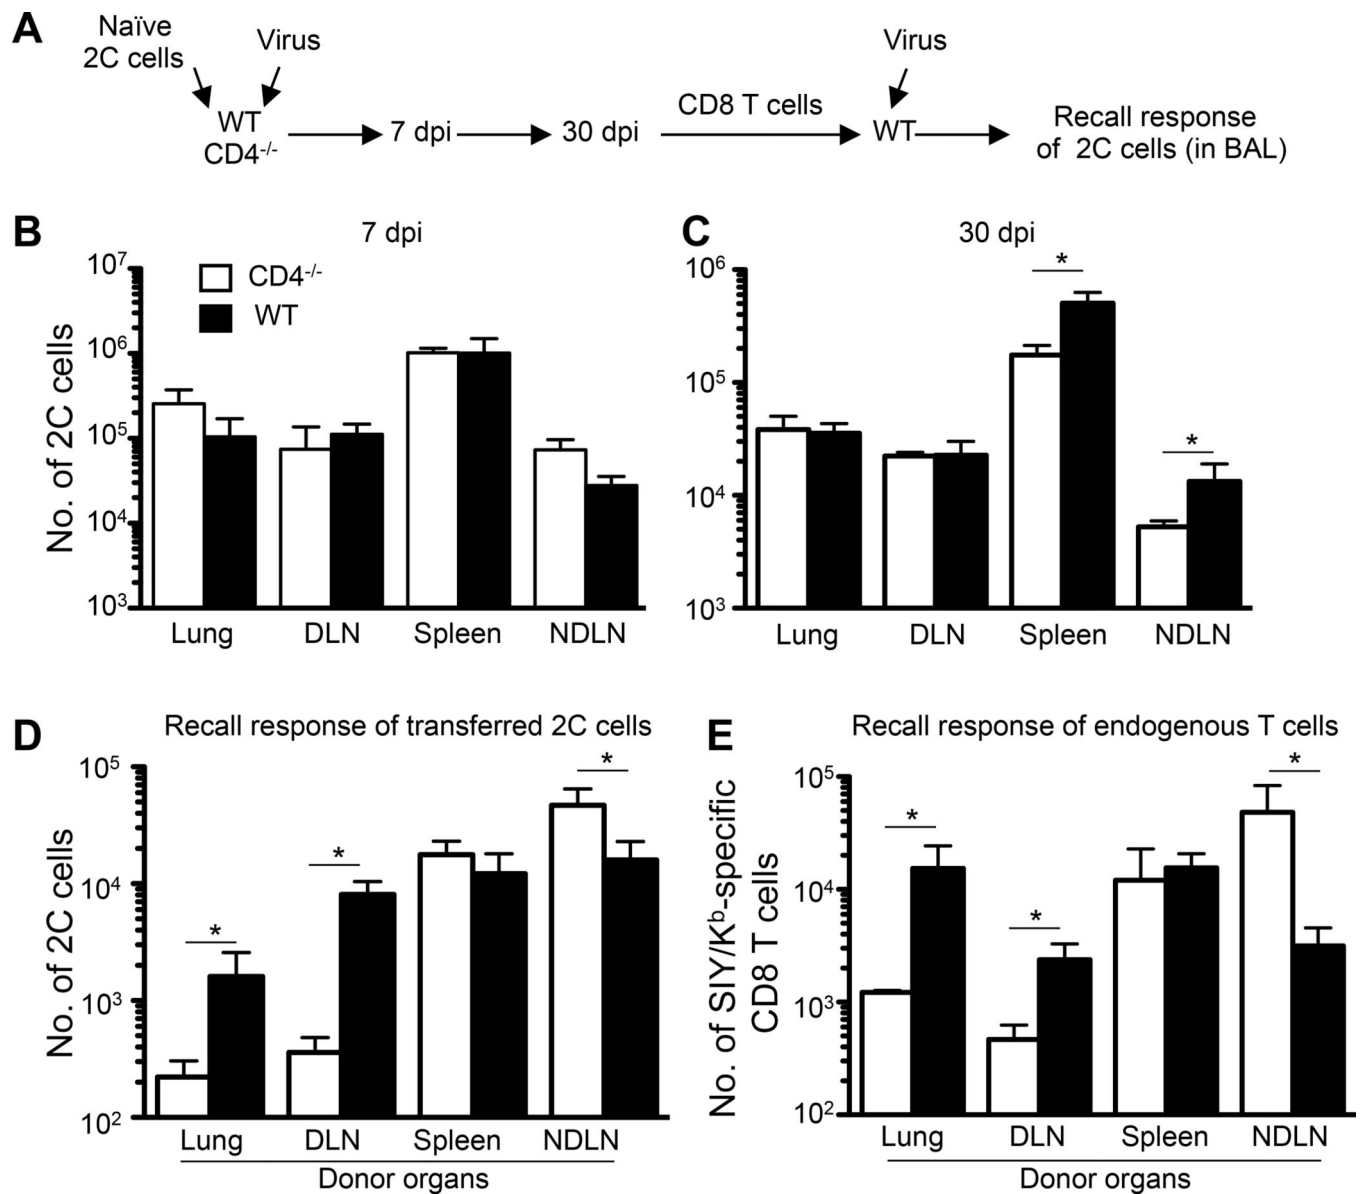 A
Naïve
2C cells
Virus
WT
CD4-/-
7 dpi
30 dpi
CD8 T cells
Virus
WT
Recall response
of 2C cells (in BAL)
B
7 dpi
CD4-/-
WT
No. of 2C cells
10⁷
10⁶
10⁵
10⁴
10³
Lung DLN Spleen NDLN
C
30 dpi
*
*
10⁶
10⁵
10⁴
10³
Lung DLN Spleen NDLN
D
Recall response of transferred 2C cells
No. of 2C cells
10⁵
10⁴
10³
10²
*
*
*
Lung DLN Spleen NDLN
Donor organs
E
Recall response of endogenous T cells
No. of SIY/Kᵇ-specific
CD8 T cells
10⁵
10⁴
10³
10²
*
*
*
Lung DLN Spleen NDLN
Donor organs